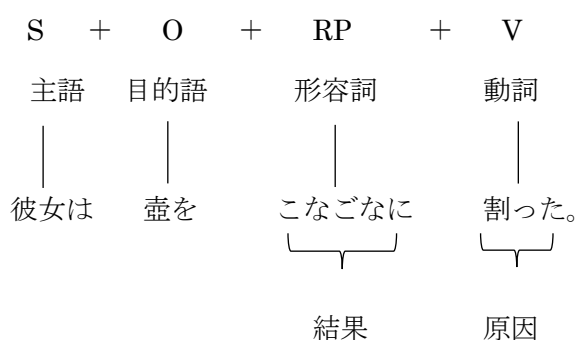 S + O + RP + V
主語 目的語 形容詞 動詞
彼女は 壺を こなごなに 割った。
結果 原因